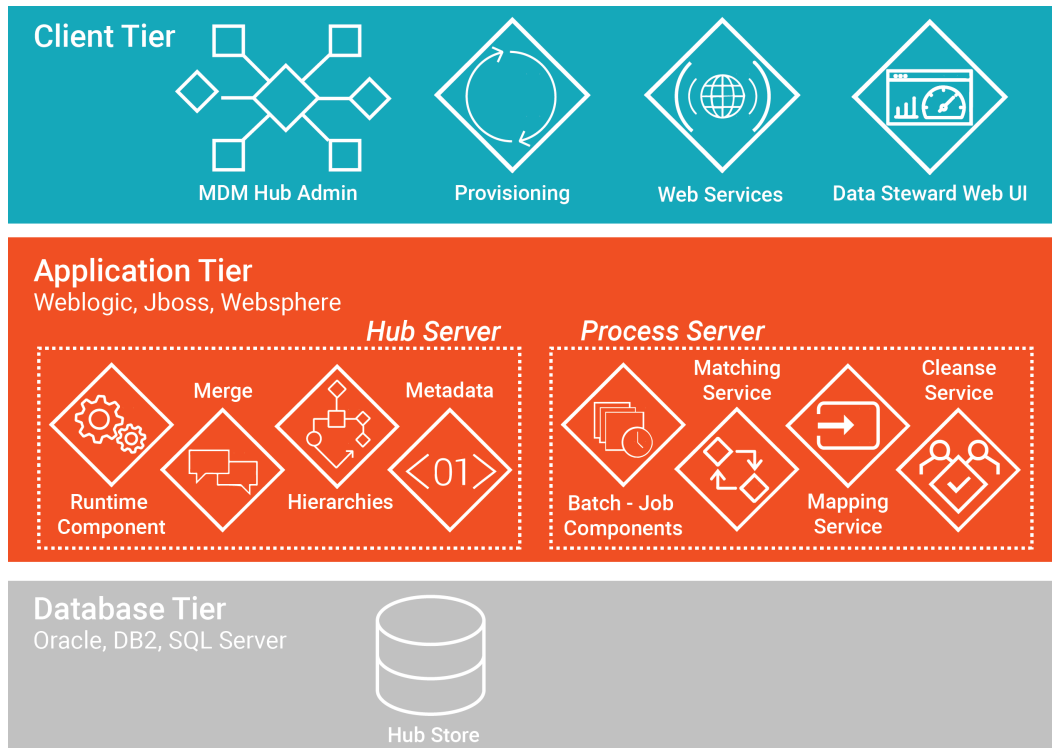 Client Tier
MDM Hub Admin
Provisioning
Web Services
Data Steward Web UI
Application Tier
Weblogic, Jboss, Websphere
Hub Server
Runtime
Component
Merge
Hierarchies
Metadata
<01>
Process Server
Batch - Job
Components
Matching
Service
Mapping
Service
Cleanse
Service
Database Tier
Oracle, DB2, SQL Server
Hub Store